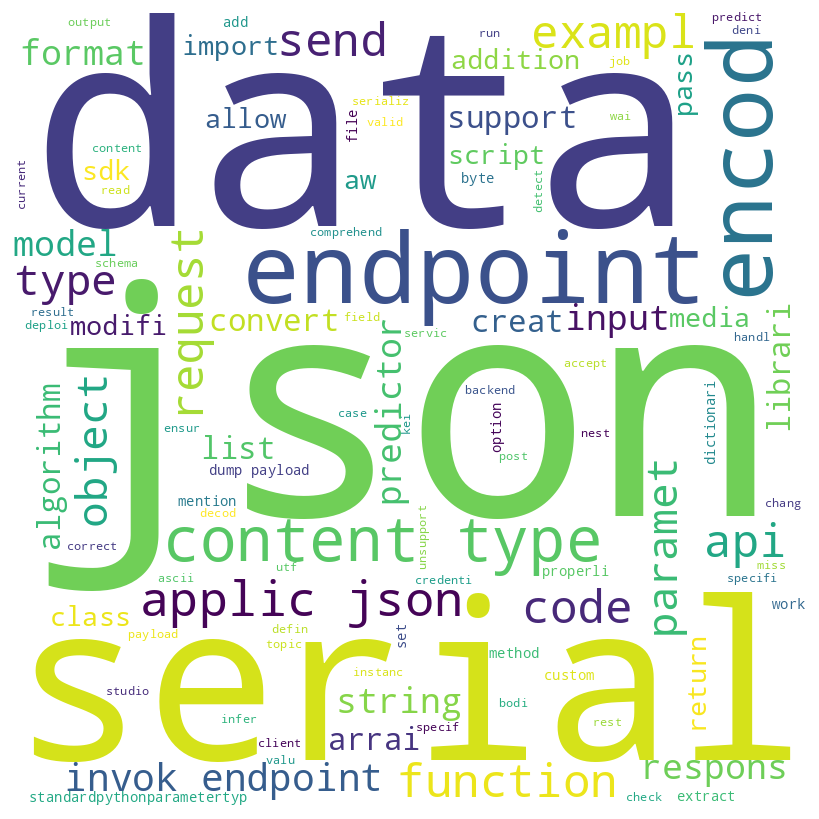 output
add
run
predict
deni
format
import
send
exampl
data
addition
job
pass
encod
serializ
valid
file
allow
support
wai
content
sdk
read
current
aw
script
byte
detect
comprehend
model
schema
type
request
endpoint
result
deploi
modifi
convert
field
creat
input
media
librari
servic
handl
json
predictor
accept
backend
algorithm
object
case
kei
option
post
nest
dictionari
ensur
list
dump payload
mention
decod
chang
correct
content type
unsupport
paramet
api
ascii
utf
credenti
properli
specifi
miss
applic json
code
class
payload
defin
topic
set
method
work
serial
studio
instanc
custom
return
string
infer
bodi
rest
client
valu
arrai
specif
invok endpoint
function
respons
standardpythonparametertyp
check
extract